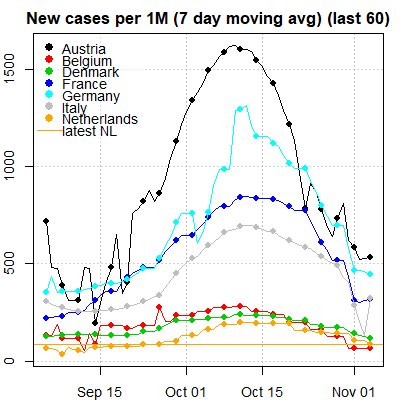 New cases per 1M (7 day moving avg) (last 60)
Austria
Belgium
Denmark
France
Germany
Italy
Netherlands
latest NL
1500
1000
500
0
Sep 15
Oct 01
Oct 15
Nov 01